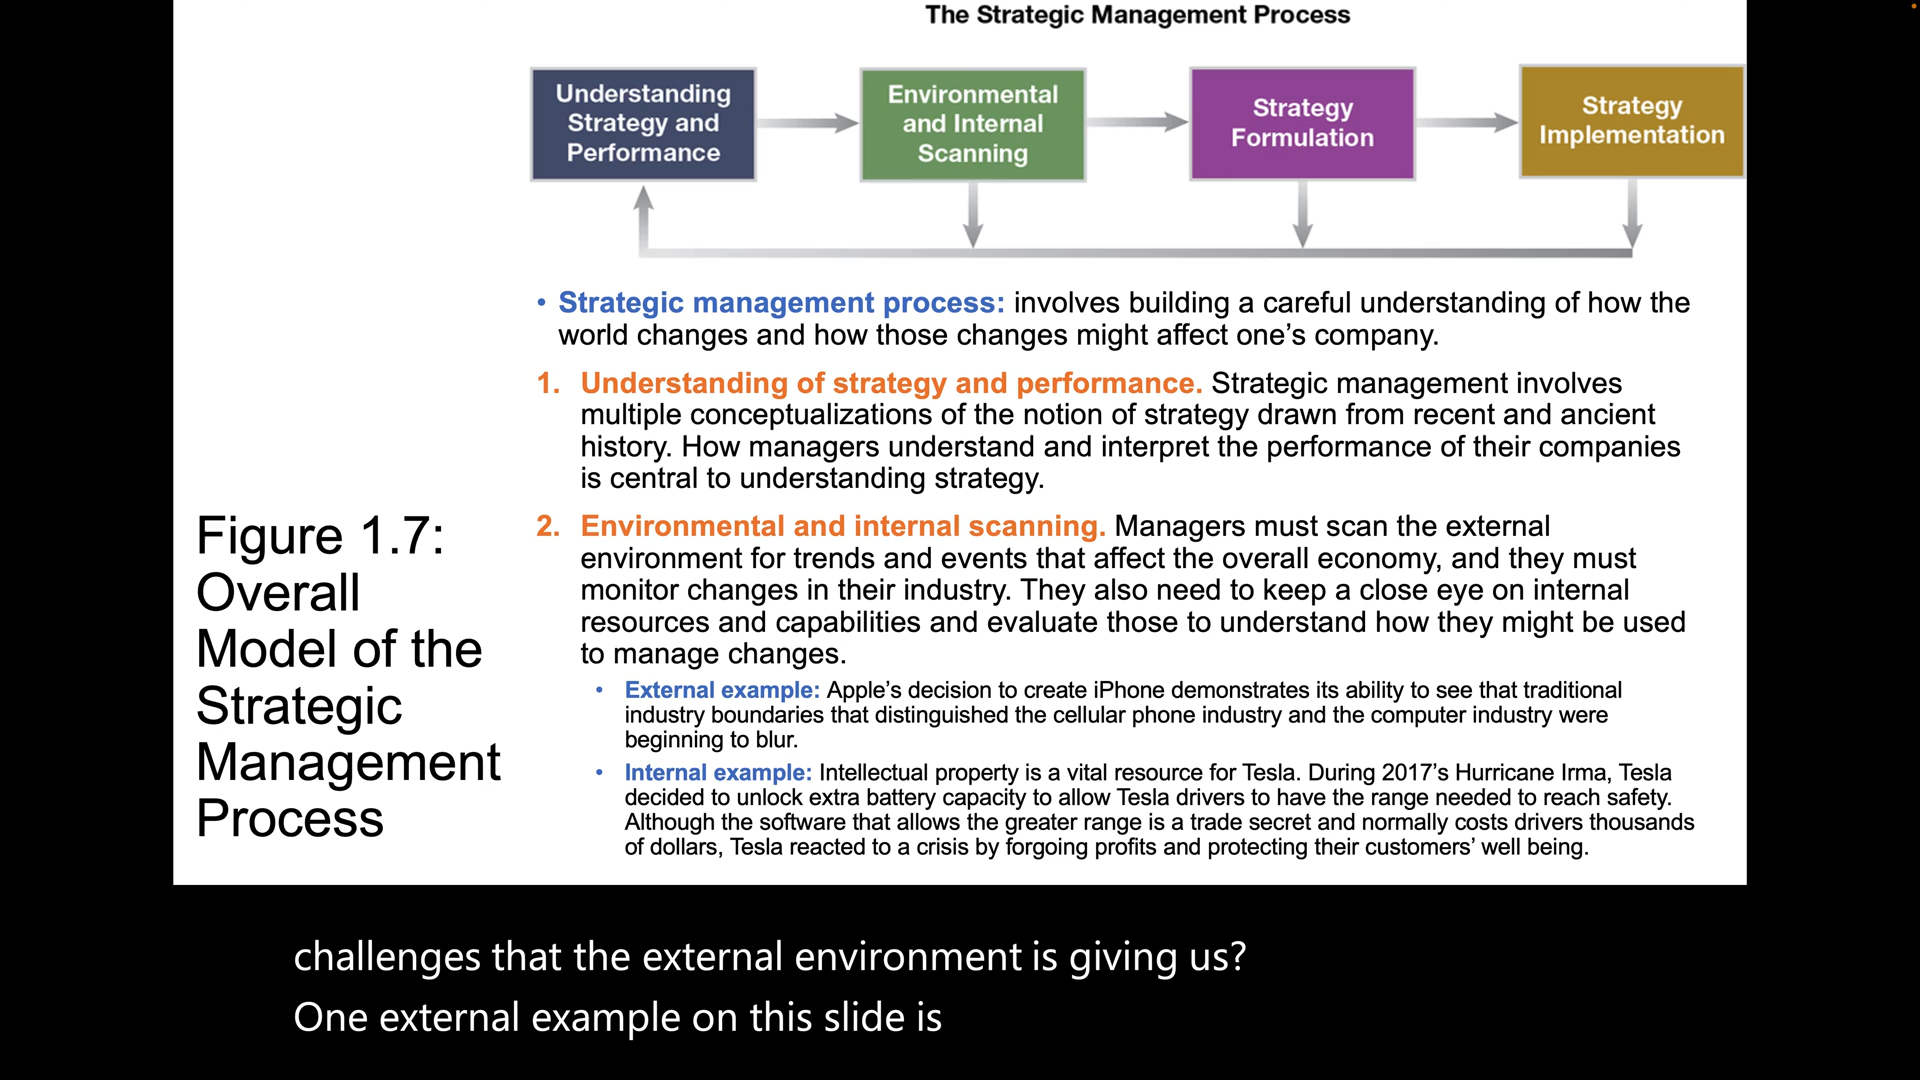 The Strategic Management Process
Understanding
Strategy and
Performance
Environmental
and Internal
Scanning
Strategy
Formulation
Strategy
Implementation
• Strategic management process: involves building a careful understanding of how the
world changes and how those changes might affect one’s company.
1. Understanding of strategy and performance. Strategic management involves
multiple conceptualizations of the notion of strategy drawn from recent and ancient
history. How managers understand and interpret the performance of their companies
is central to understanding strategy.
2. Environmental and internal scanning. Managers must scan the external
environment for trends and events that affect the overall economy, and they must
monitor changes in their industry. They also need to keep a close eye on internal
resources and capabilities and evaluate those to understand how they might be used
to manage changes.
• External example: Apple’s decision to create iPhone demonstrates its ability to see that traditional
industry boundaries that distinguished the cellular phone industry and the computer industry were
beginning to blur.
• Internal example: Intellectual property is a vital resource for Tesla. During 2017’s Hurricane Irma, Tesla
decided to unlock extra battery capacity to allow Tesla drivers to have the range needed to reach safety.
Although the software that allows the greater range is a trade secret and normally costs drivers thousands
of dollars, Tesla reacted to a crisis by forgoing profits and protecting their customers’ well being.
Figure 1.7:
Overall
Model of the
Strategic
Management
Process
challenges that the external environment is giving us?
One external example on this slide is